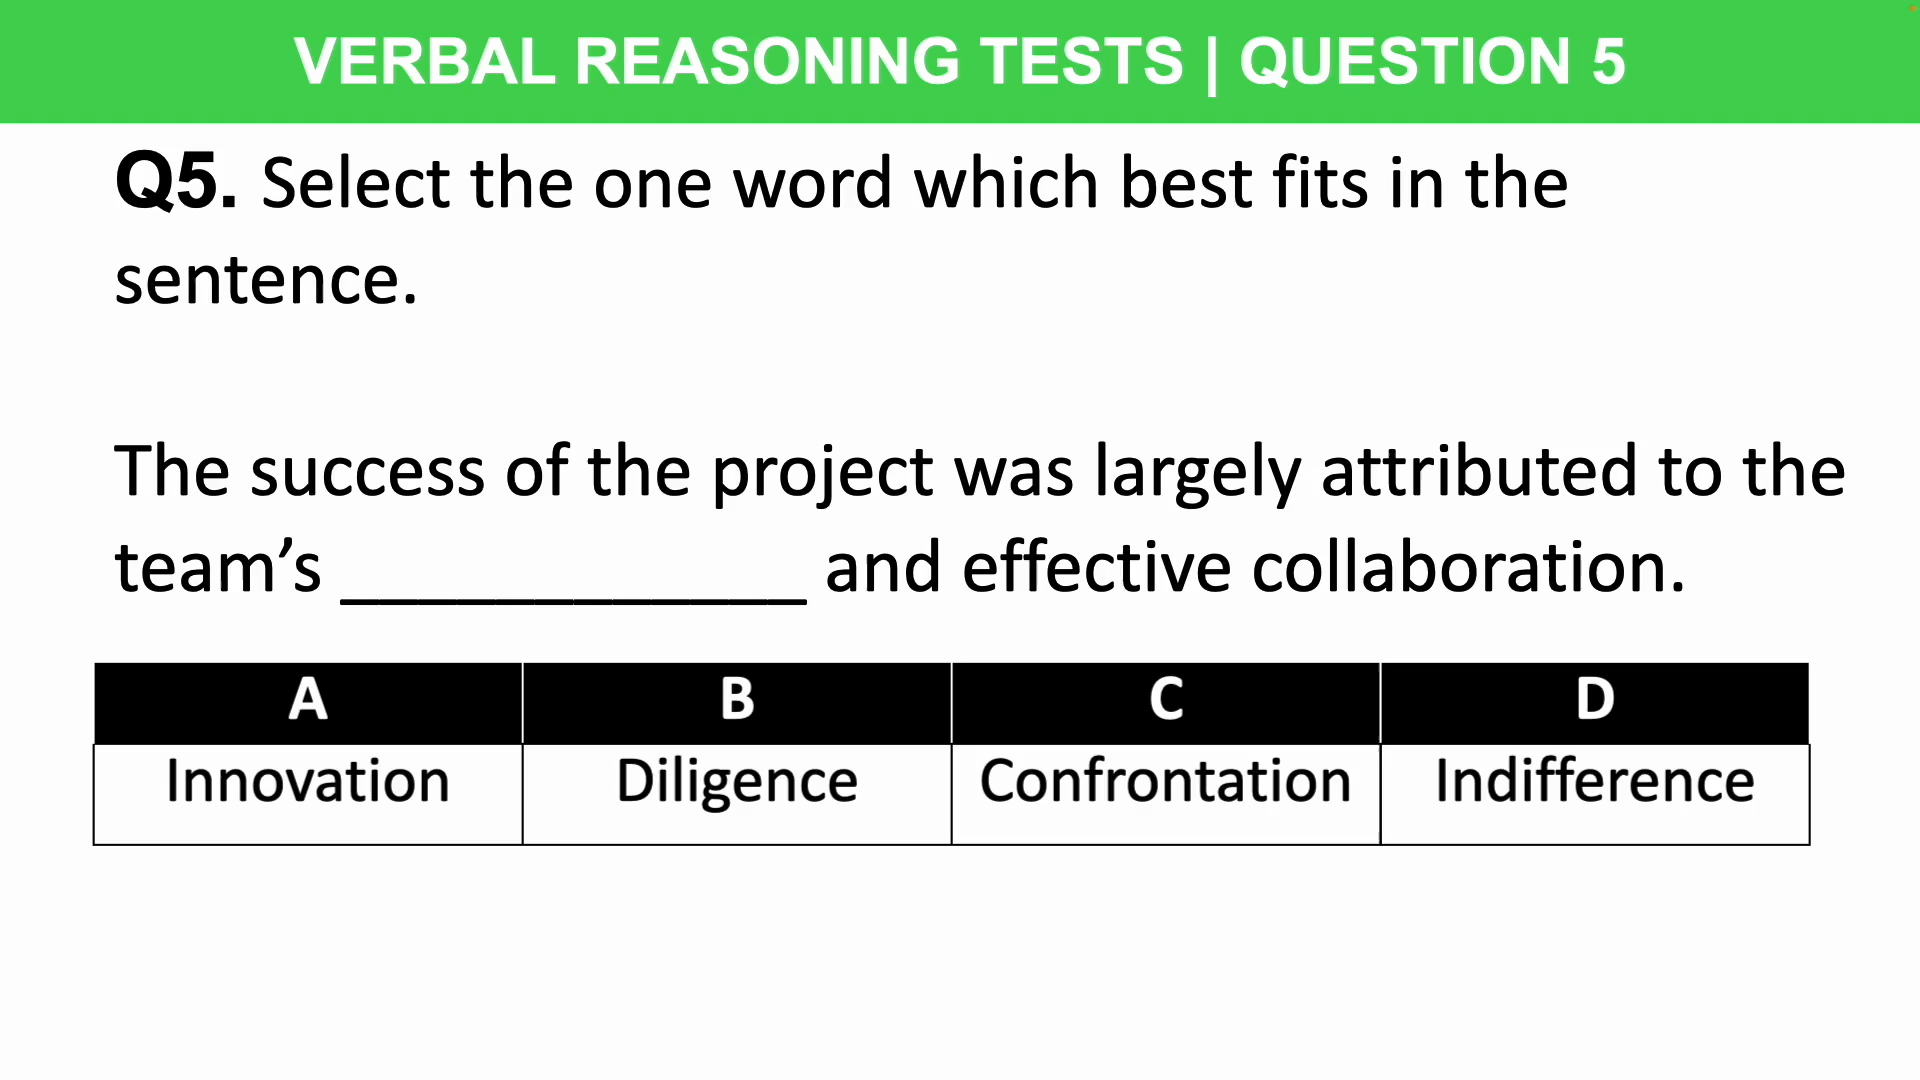 VERBAL REASONING TESTS | QUESTION 5
Q5. Select the one word which best fits in the
sentence.
The success of the project was largely attributed to the
team’s ____________ and effective collaboration.
A B C D
Innovation Diligence Confrontation Indifference